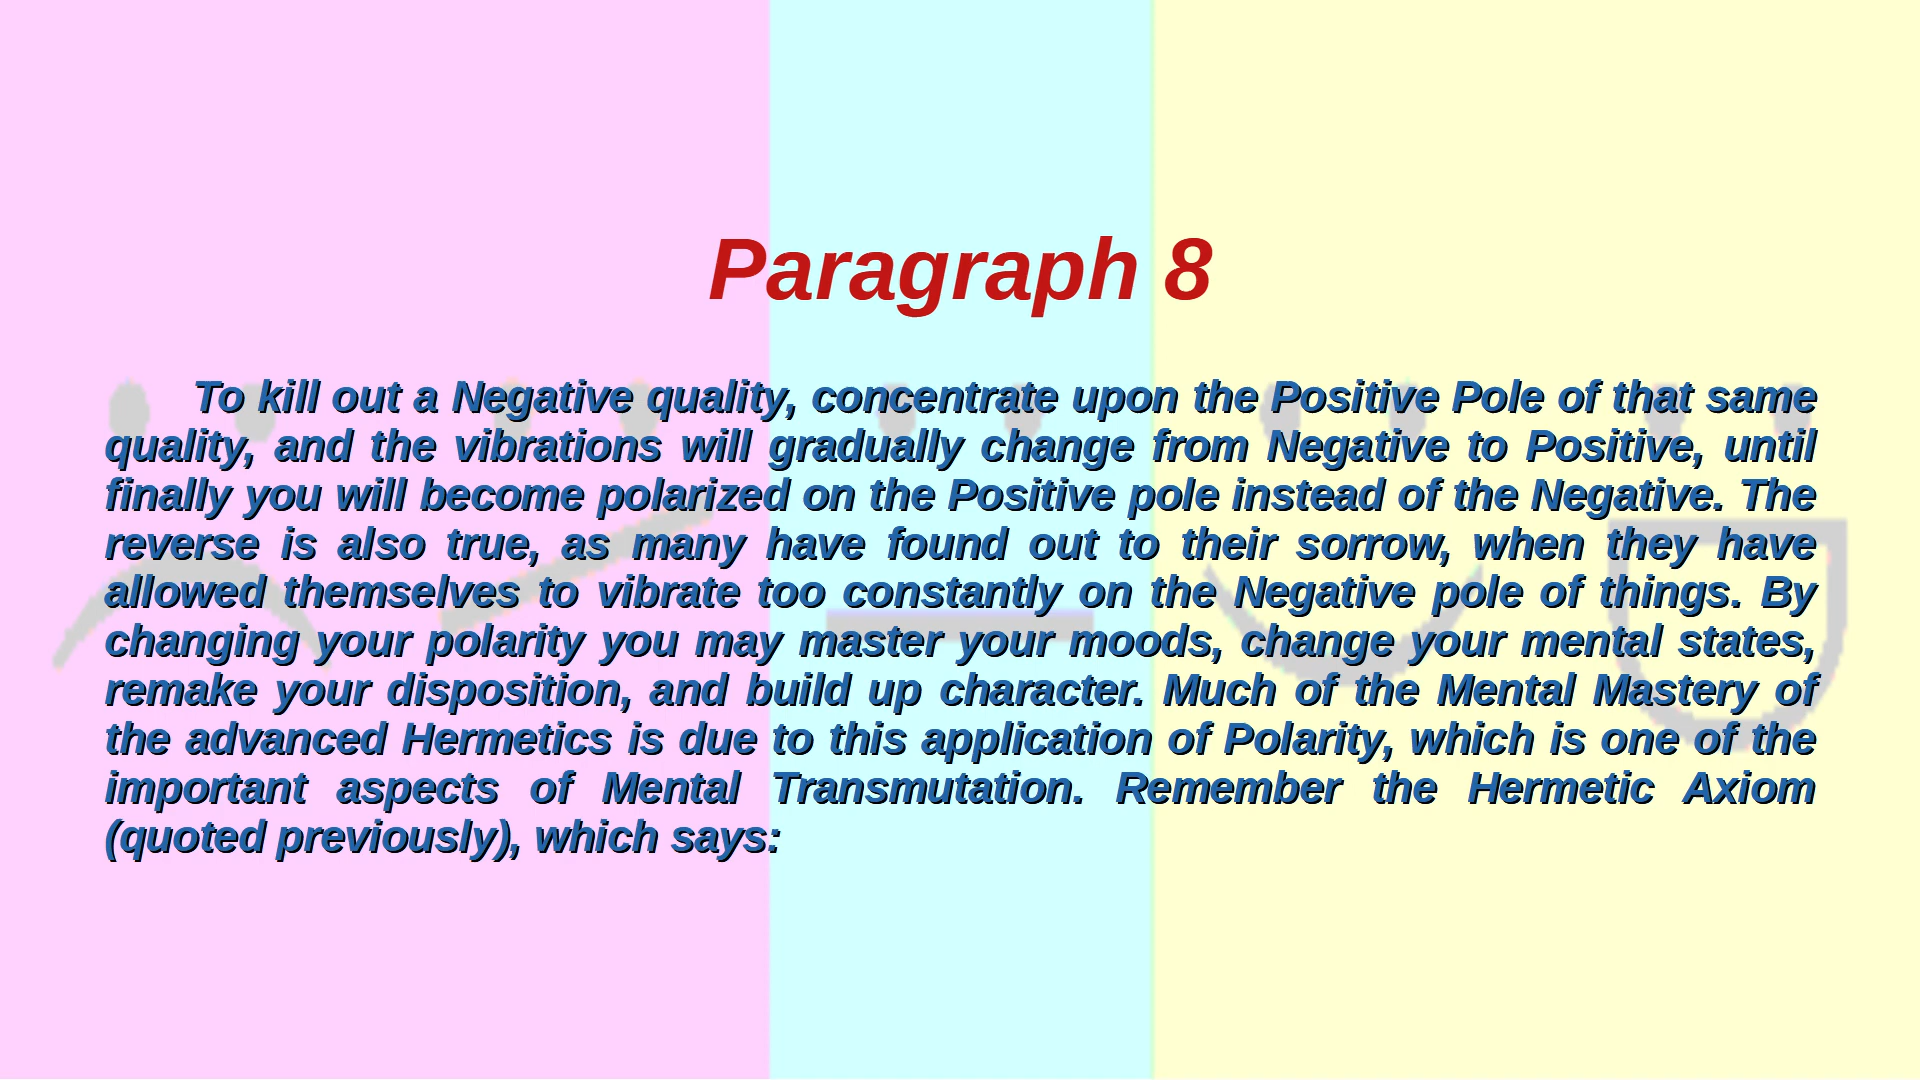 Paragraph 8
To kill out a Negative quality, concentrate upon the Positive Pole of that same
quality, and the vibrations will gradually change from Negative to Positive, until
finally you will become polarized on the Positive pole instead of the Negative. The
reverse is also true, as many have found out to their sorrow, when they have
allowed themselves to vibrate too constantly on the Negative pole of things. By
changing your polarity you may master your moods, change your mental states,
remake your disposition, and build up character. Much of the Mental Mastery of
the advanced Hermetics is due to this application of Polarity, which is one of the
important aspects of Mental Transmutation. Remember the Hermetic Axiom
(quoted previously), which says: